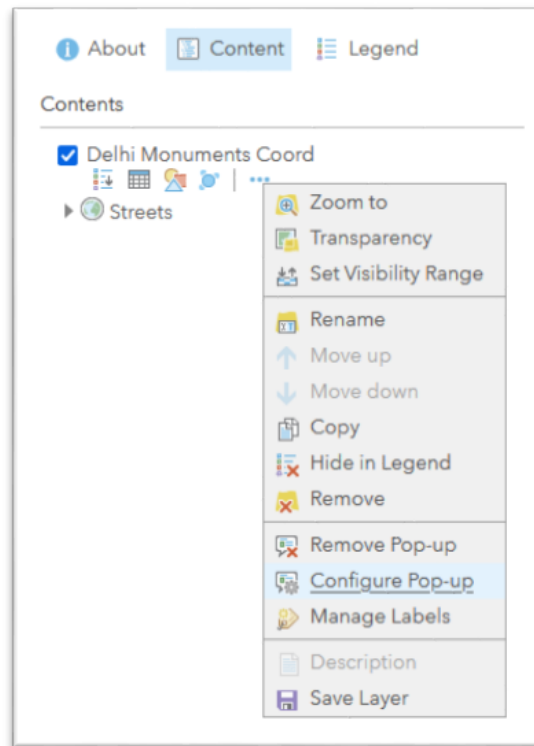 About Content Legend
Contents
Delhi Monuments Coord
Streets
Zoom to
Transparency
Set Visibility Range
Rename
Move up
Move down
Copy
Hide in Legend
Remove
Remove Pop-up
Configure Pop-up
Manage Labels
Description
Save Layer